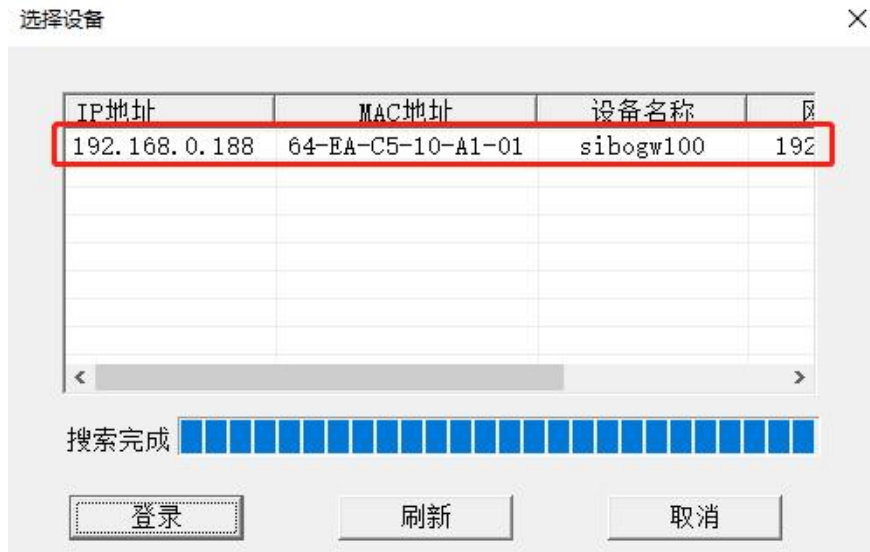 选择设备
IP地址 MAC地址 设备名称
192.168.0.188 64-EA-C5-10-A1-01 sibogw100 192
搜索完成
登录 刷新 取消